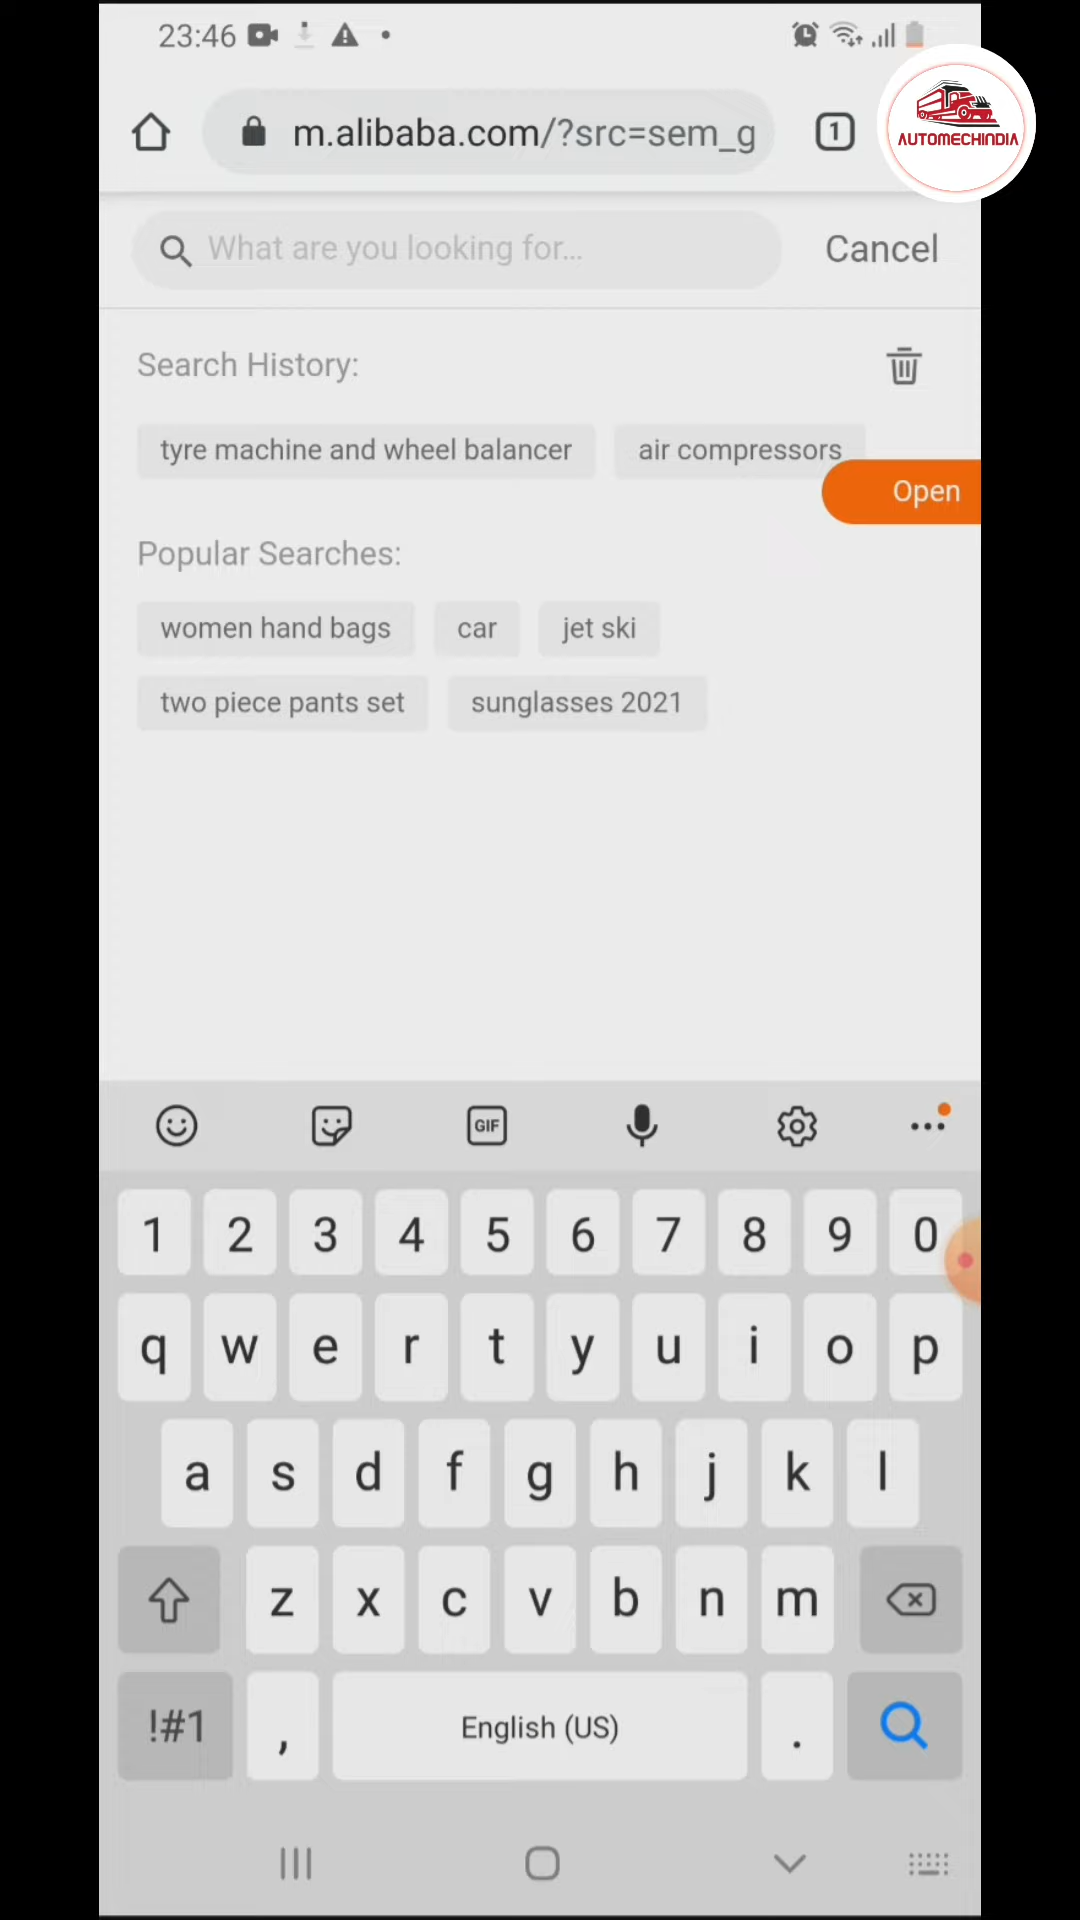 23:46
m.alibaba.com/?src=sem_g
1
AUTOMECHINDIA
What are you looking for...
Cancel
Search History:
tyre machine and wheel balancer
air compressors
Open
Popular Searches:
women hand bags
car
jet ski
two piece pants set
sunglasses 2021
GIF
1 2 3 4 5 6 7 8 9 0
q w e r t y u i o p
a s d f g h j k l
z x c v b n m
!#1 , English (US) .